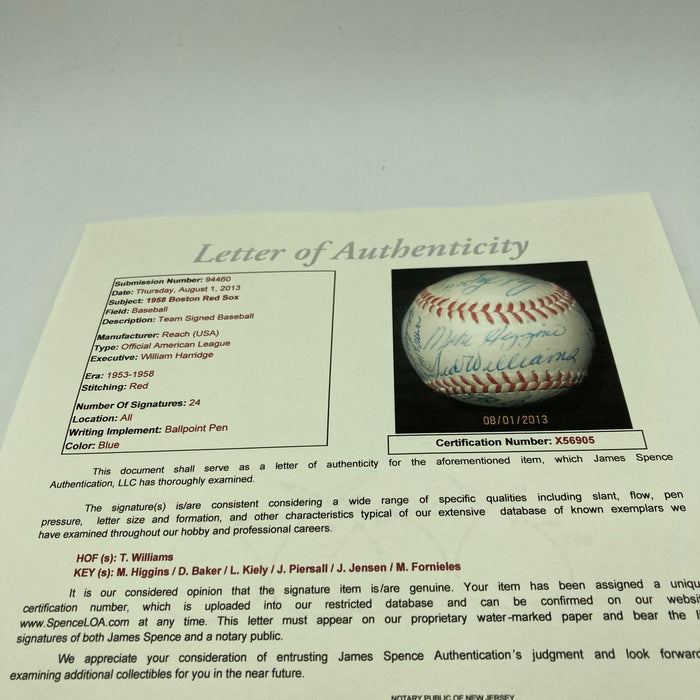 Letter of Authenticity
Submission Number: 94460
Date: Thursday, August 1, 2013
Subject: 1958 Boston Red Sox
Field: Baseball
Description: Team Signed Baseball
Manufacturer: Reach (USA)
Type: Official American League
Executive: William Harridge
Era: 1953-1958
Stitching: Red
Number Of Signatures: 24
Location: All
Writing Implement: Ballpoint Pen
Color: Blue
Mike Higgins
Ted Williams
08/01/2013
Certification Number: X56905
This document shall serve as a letter of authenticity for the aforementioned item, which James Spence
Authentication, LLC has thoroughly examined.
The signature(s) is/are consistent considering a wide range of specific qualities including slant, flow, pen
pressure, letter size and formation, and other characteristics typical of our extensive database of known exemplars we
have examined throughout our hobby and professional careers.
HOF (s): T. Williams
KEY (s): M. Higgins / D. Baker / L. Kiely / J. Piersall / J. Jensen / M. Fornieles
It is our considered opinion that the signature item is/are genuine. Your item has been assigned a uniqu
certification number, which is uploaded into our restricted database and can be confirmed on our websi
www.SpenceLOA.com at any time. This letter must appear on our proprietary water-marked paper and bear the li
signatures of both James Spence and a notary public.
We appreciate your consideration of entrusting James Spence Authentication's judgment and look forward
examining additional collectibles for you in the near future.
NOTARY PUBLIC OF NEW JERSEY